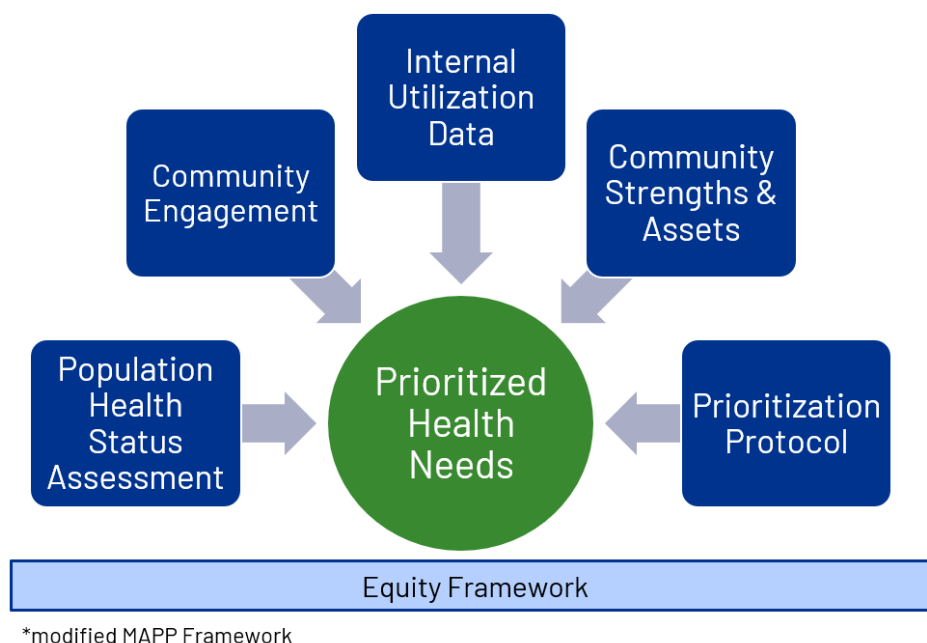 Internal
Utilization
Data
Community
Engagement
Community
Strengths &
Assets
Population
Health
Status
Assessment
Prioritized
Health
Needs
Prioritization
Protocol
Equity Framework
*modified MAPP Framework